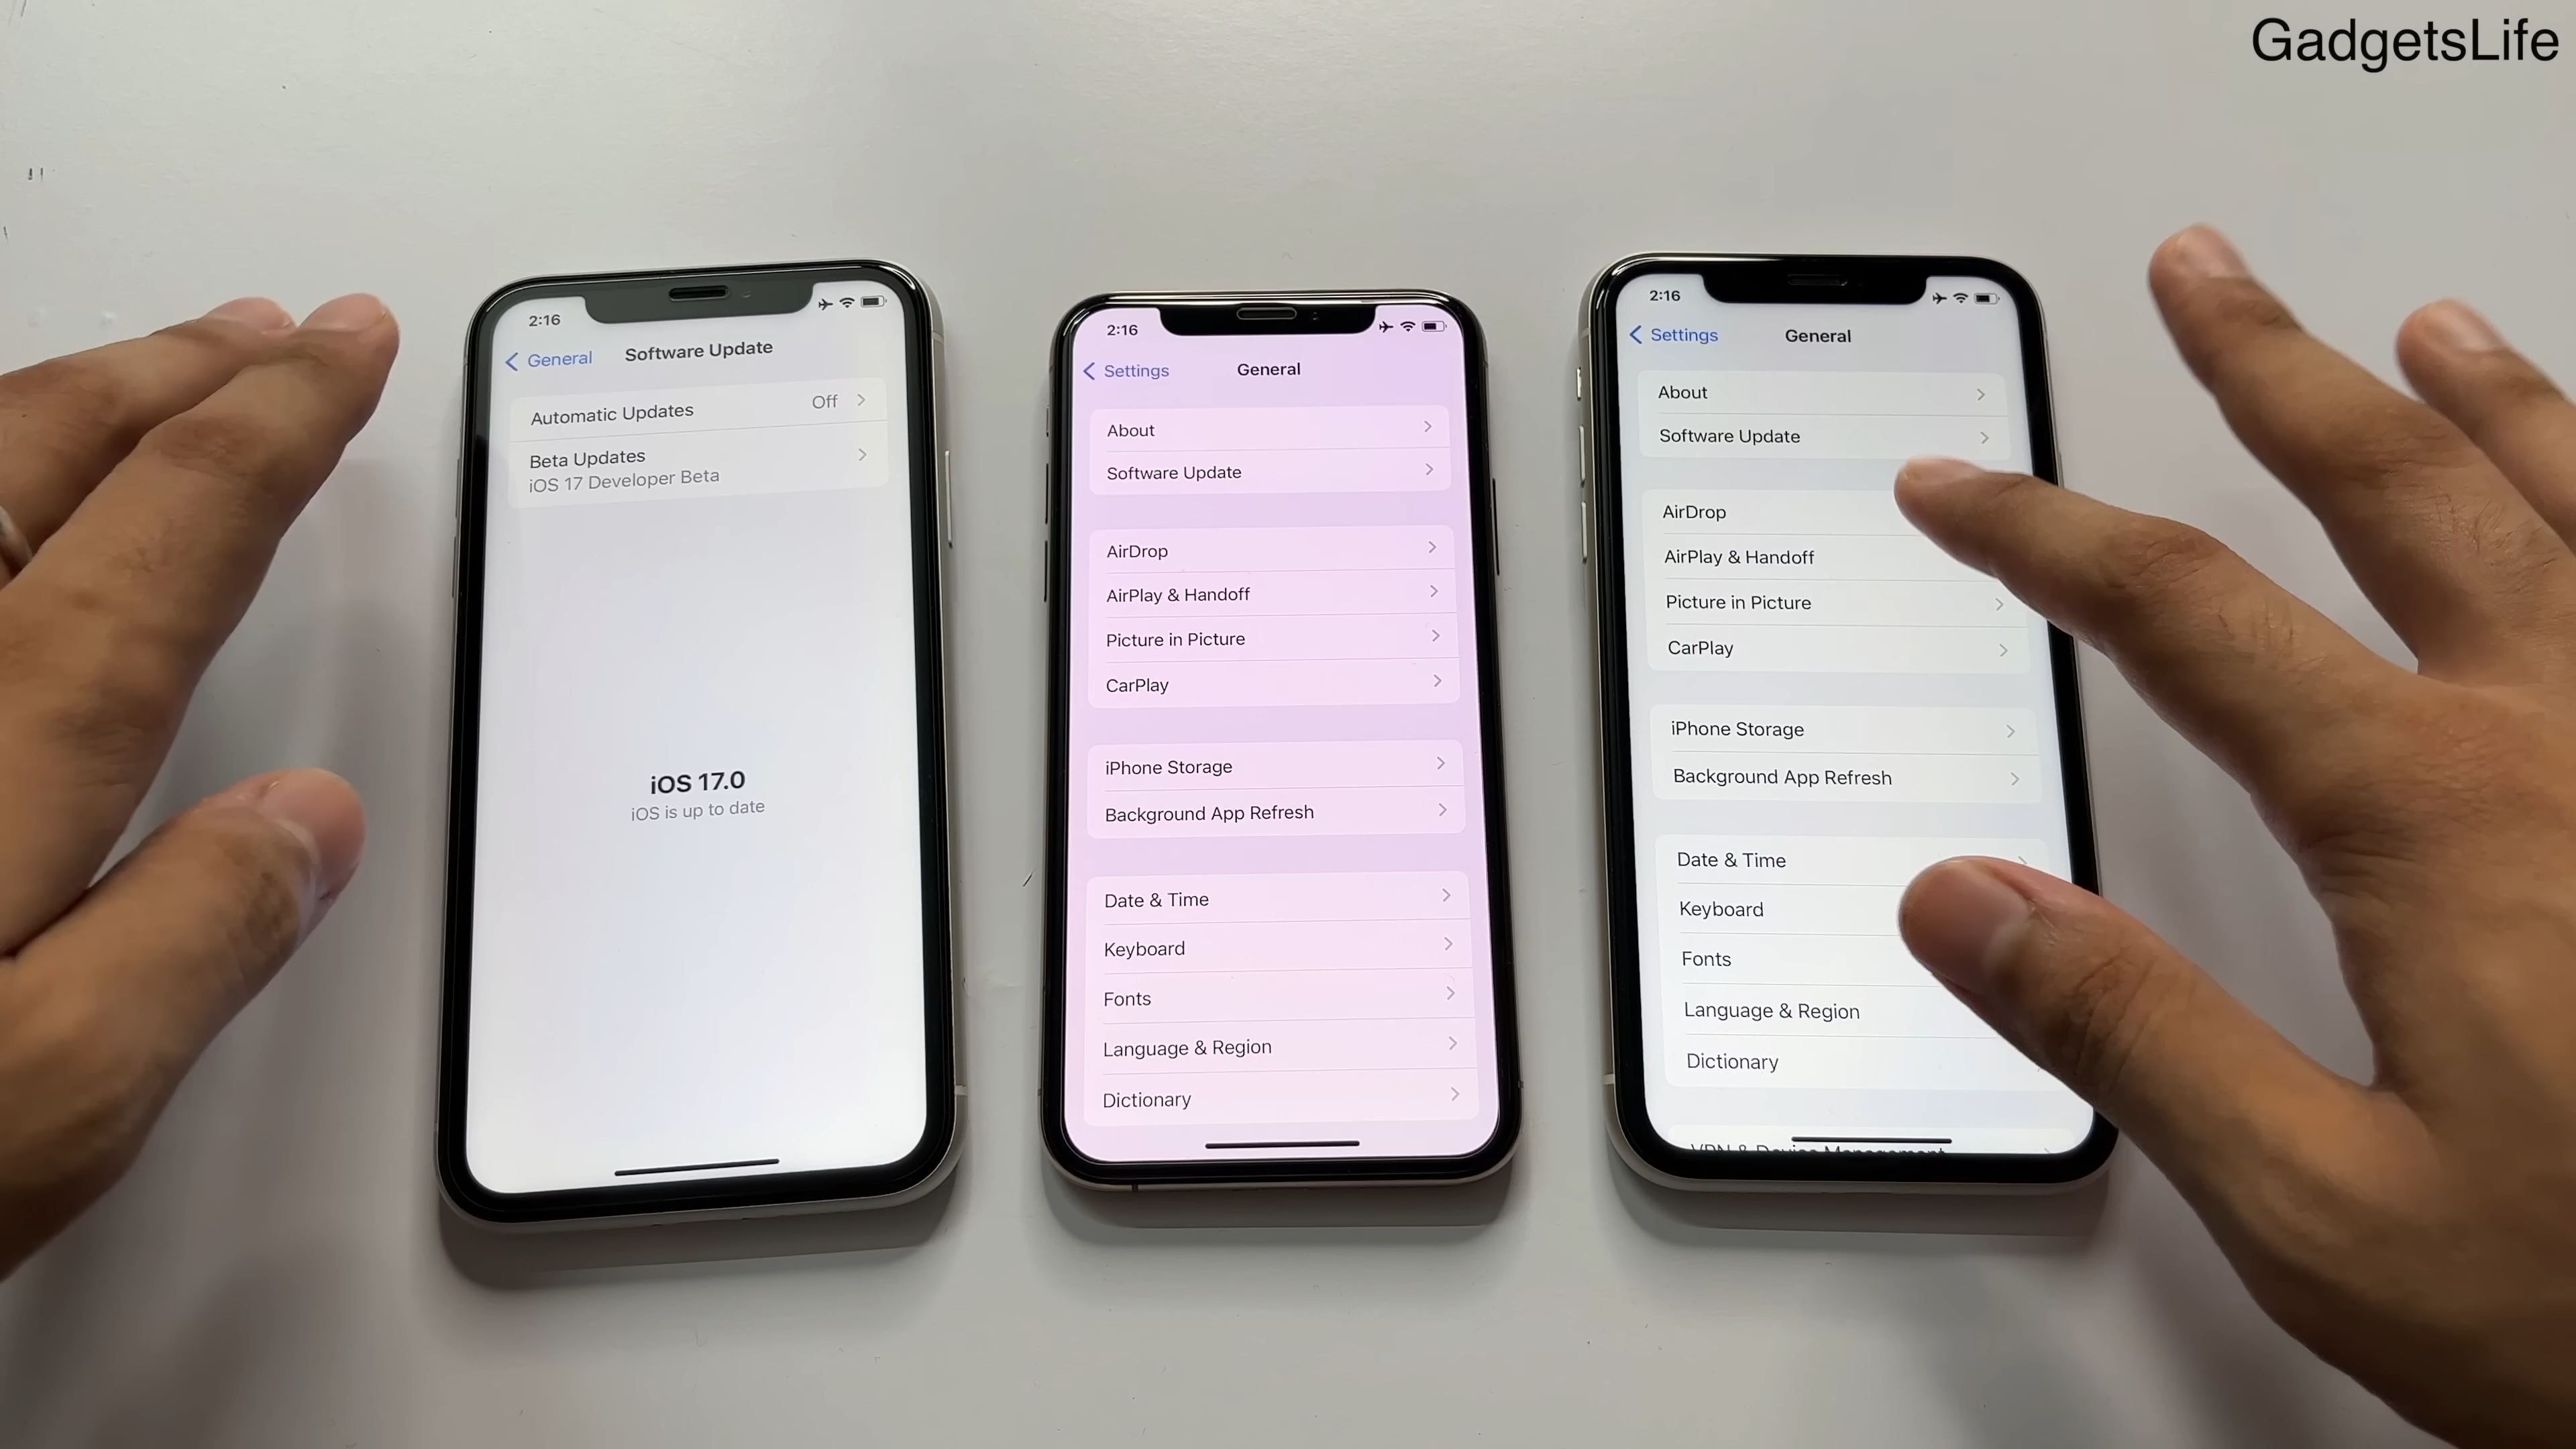 GadgetsLife
2:16
General
Software Update
Automatic Updates Off
Beta Updates
iOS 17 Developer Beta
iOS 17.0
iOS is up to date
2:16
Settings
General
About
Software Update
AirDrop
AirPlay & Handoff
Picture in Picture
CarPlay
iPhone Storage
Background App Refresh
Date & Time
Keyboard
Fonts
Language & Region
Dictionary
2:16
Settings
General
About
Software Update
AirDrop
AirPlay & Handoff
Picture in Picture
CarPlay
iPhone Storage
Background App Refresh
Date & Time
Keyboard
Fonts
Language & Region
Dictionary
VPN & Device Management